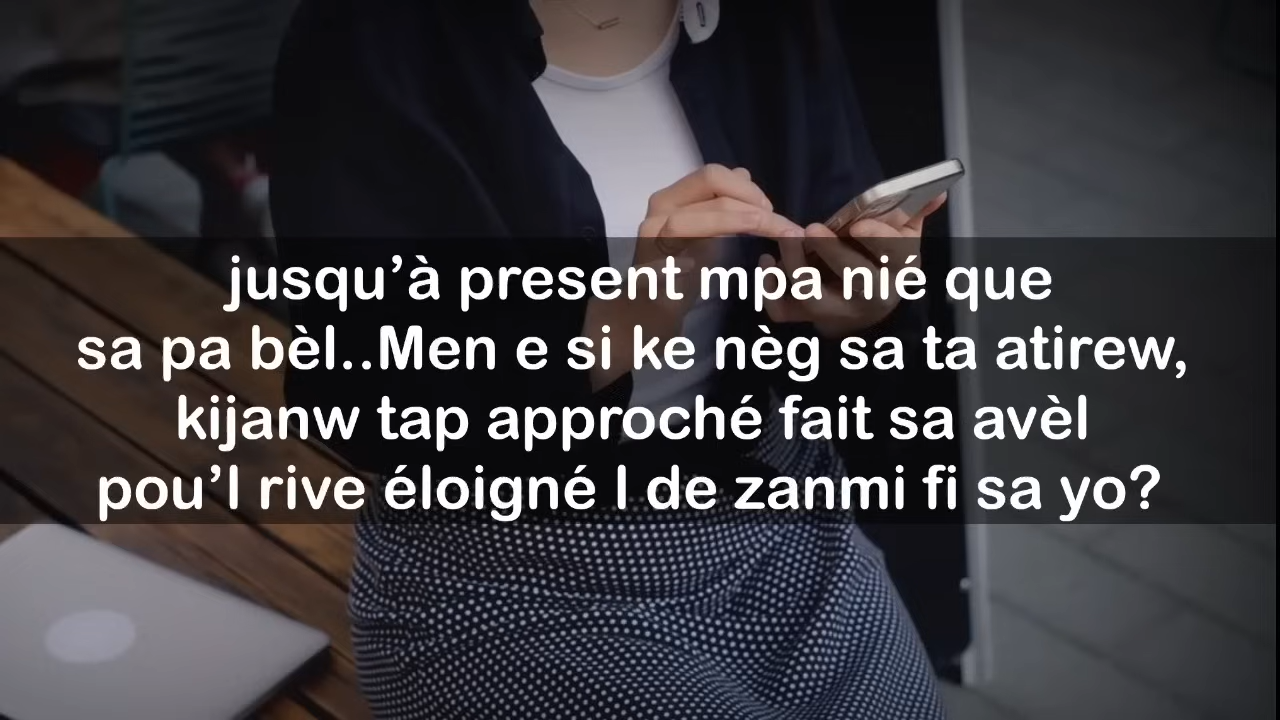 jusqu’à present mpa nié que
sa pa bèl..Men e si ke nèg sa ta atirew,
kijanw tap approché fait sa avèl
pou’l rive éloigné l de zanmi fi sa yo?